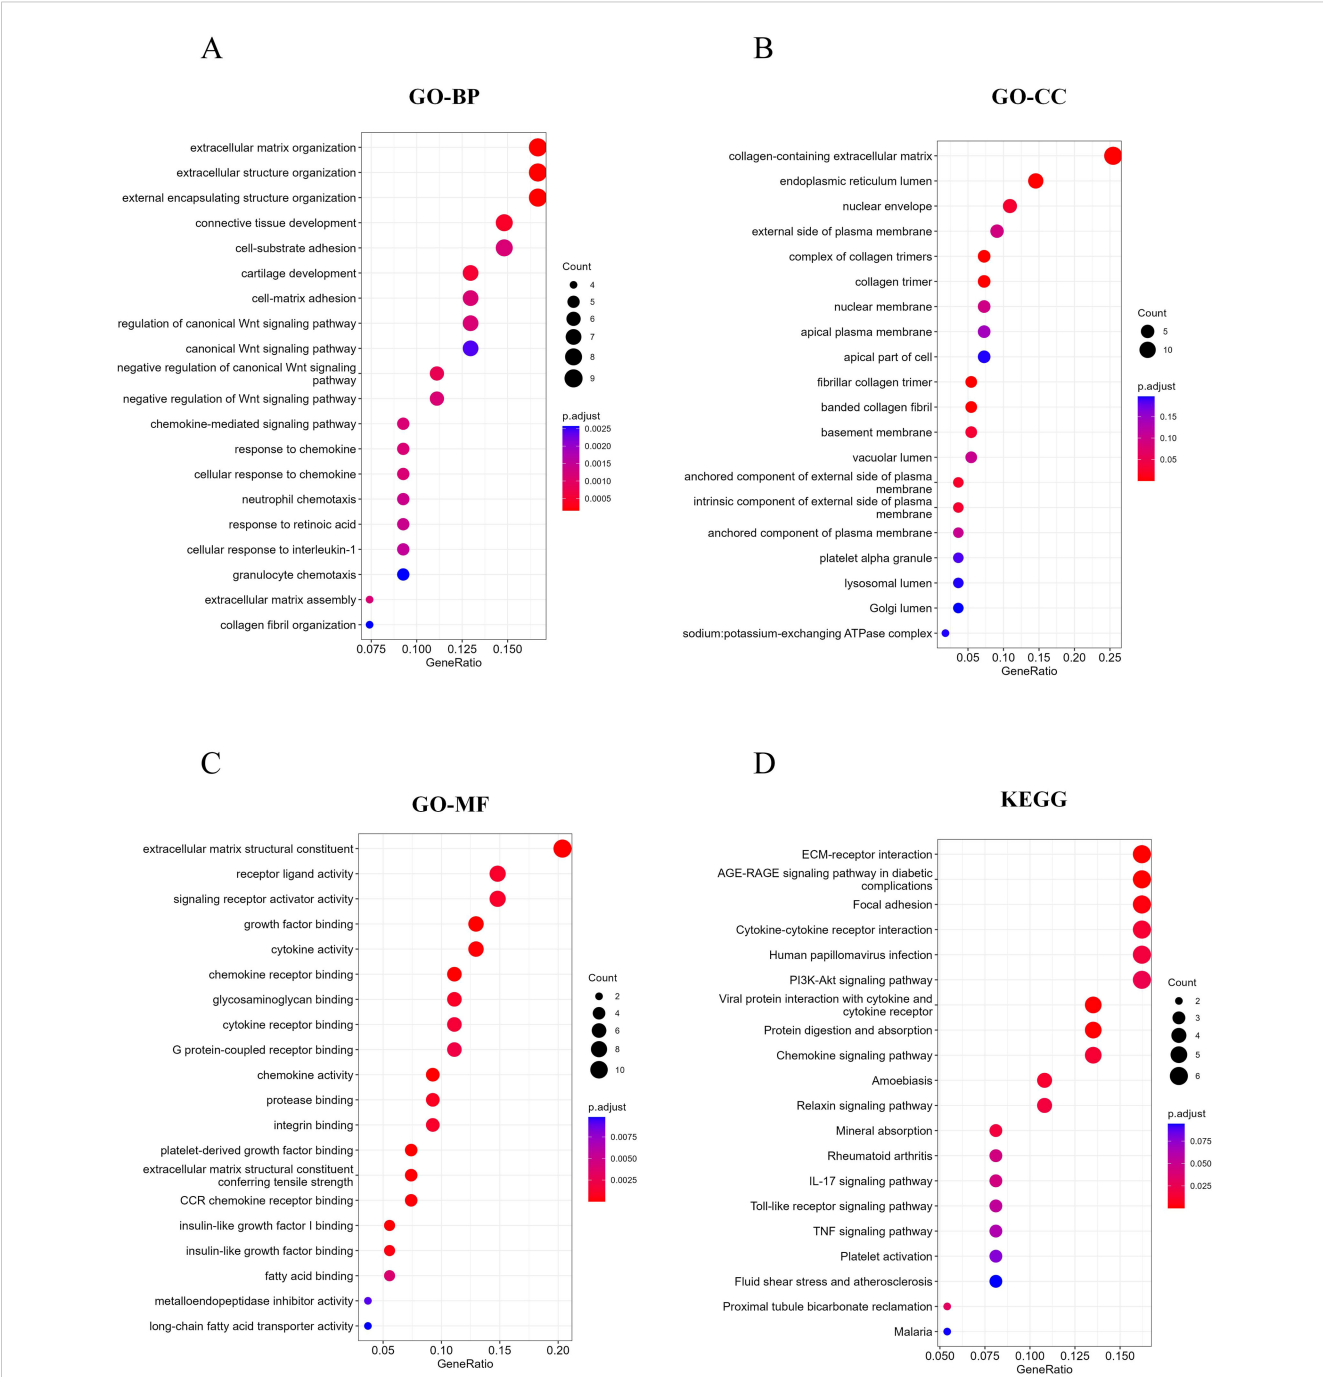 A
GO-BP
extracellular matrix organization
extracellular structure organization
external encapsulating structure organization
connective tissue development
cell-substrate adhesion
cartilage development
cell-matrix adhesion
regulation of canonical Wnt signaling pathway
canonical Wnt signaling pathway
negative regulation of canonical Wnt signaling
pathway
negative regulation of Wnt signaling pathway
chemokine-mediated signaling pathway
response to chemokine
cellular response to chemokine
neutrophil chemotaxis
response to retinoic acid
cellular response to interleukin-1
granulocyte chemotaxis
extracellular matrix assembly
collagen fibril organization
0.075 0.100 0.125 0.150
GeneRatio
Count
4
5
6
7
8
9
p.adjust
0.0025
0.0020
0.0015
0.0010
0.0005
B
GO-CC
collagen-containing extracellular matrix
endoplasmic reticulum lumen
nuclear envelope
external side of plasma membrane
complex of collagen trimers
collagen trimer
nuclear membrane
apical plasma membrane
apical part of cell
fibrillar collagen trimer
banded collagen fibril
basement membrane
vacuolar lumen
anchored component of external side of plasma
membrane
intrinsic component of external side of plasma
membrane
anchored component of plasma membrane
platelet alpha granule
lysosomal lumen
Golgi lumen
sodium:potassium-exchanging ATPase complex
0.05 0.10 0.15 0.20 0.25
GeneRatio
Count
5
10
p.adjust
0.15
0.10
0.05
C
GO-MF
extracellular matrix structural constituent
receptor ligand activity
signaling receptor activator activity
growth factor binding
cytokine activity
chemokine receptor binding
glycosaminoglycan binding
cytokine receptor binding
G protein-coupled receptor binding
chemokine activity
protease binding
integrin binding
platelet-derived growth factor binding
extracellular matrix structural constituent
conferring tensile strength
CCR chemokine receptor binding
insulin-like growth factor I binding
insulin-like growth factor binding
fatty acid binding
metalloendopeptidase inhibitor activity
long-chain fatty acid transporter activity
0.05 0.10 0.15 0.20
GeneRatio
Count
2
4
6
8
10
p.adjust
0.0075
0.0050
0.0025
D
KEGG
ECM-receptor interaction
AGE-RAGE signaling pathway in diabetic
complications
Focal adhesion
Cytokine-cytokine receptor interaction
Human papillomavirus infection
PI3K-Akt signaling pathway
Viral protein interaction with cytokine and
cytokine receptor
Protein digestion and absorption
Chemokine signaling pathway
Amoebiasis
Relaxin signaling pathway
Mineral absorption
Rheumatoid arthritis
IL-17 signaling pathway
Toll-like receptor signaling pathway
TNF signaling pathway
Platelet activation
Fluid shear stress and atherosclerosis
Proximal tubule bicarbonate reclamation
Malaria
0.050 0.075 0.100 0.125 0.150
GeneRatio
Count
2
3
4
5
6
p.adjust
0.075
0.050
0.025